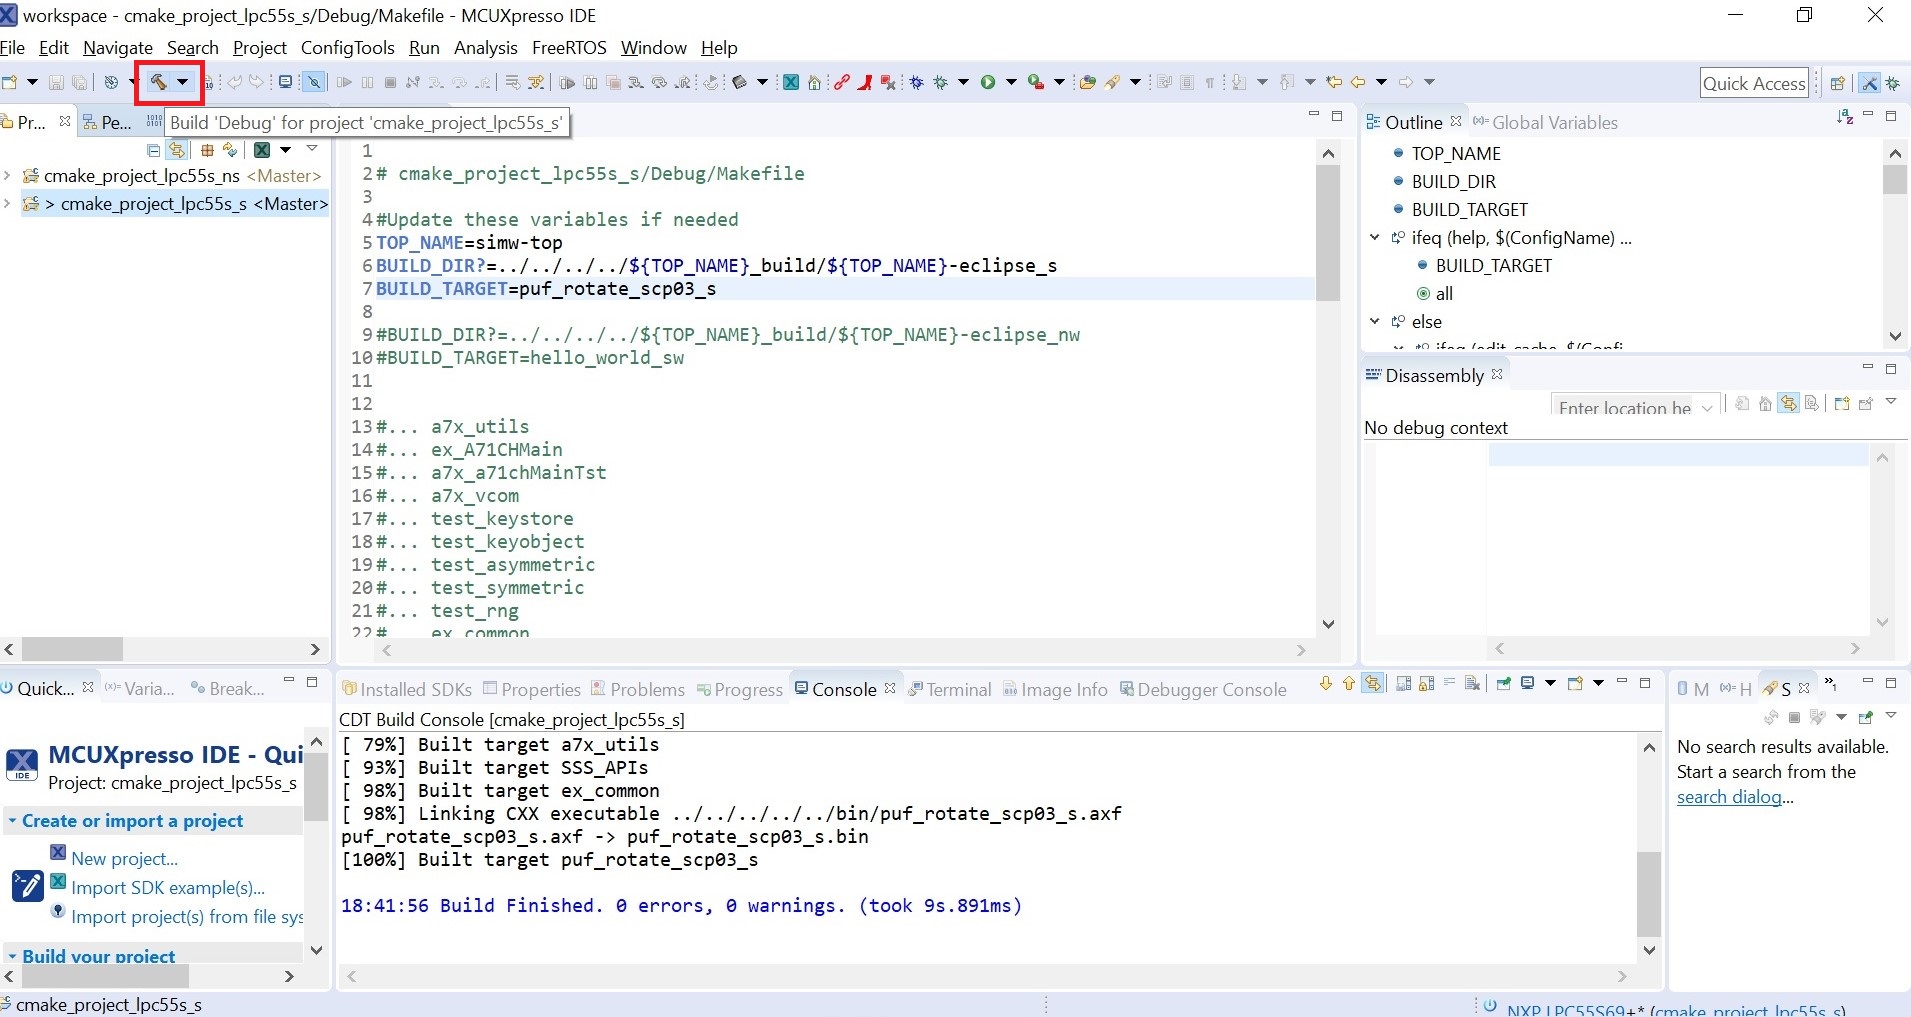 workspace - cmake_project_lpc55s_s/Debug/Makefile - MCUXpresso IDE
File Edit Navigate Search Project ConfigTools Run Analysis FreeRTOS Window Help
Quick Access
Pr...
Pe...
Build 'Debug' for project 'cmake_project_lpc55s_s'
cmake_project_lpc55s_ns <Master>
> cmake_project_lpc55s_s <Master>
1
2 # cmake_project_lpc55s_s/Debug/Makefile
3
4 #Update these variables if needed
5 TOP_NAME=simw-top
6 BUILD_DIR?=../../../../${TOP_NAME}_build/${TOP_NAME}-eclipse_s
7 BUILD_TARGET=puf_rotate_scp03_s
8
9 #BUILD_DIR?=../../../../${TOP_NAME}_build/${TOP_NAME}-eclipse_nw
10 #BUILD_TARGET=hello_world_sw
11
12
13 #... a7x_utils
14 #... ex_A71CHMain
15 #... a7x_a71chMainTst
16 #... a7x_vcom
17 #... test_keystore
18 #... test_keyobject
19 #... test_asymmetric
20 #... test_symmetric
21 #... test_rng
22 #... ex_common
Outline Global Variables
TOP_NAME
BUILD_DIR
BUILD_TARGET
ifeq (help, $(ConfigName) ...
BUILD_TARGET
all
else
ifeq (edit_cache, $(Confi
Disassembly
Enter location he
No debug context
Quick... Varia... Break...
MCUXpresso IDE - Qui
Project: cmake_project_lpc55s_s
Create or import a project
New project...
Import SDK example(s)...
Import project(s) from file sys
Build your project
Installed SDKs Properties Problems Progress Console Terminal Image Info Debugger Console
CDT Build Console [cmake_project_lpc55s_s]
[ 79%] Built target a7x_utils
[ 93%] Built target SSS_APIs
[ 98%] Built target ex_common
[ 98%] Linking CXX executable ../../../../../bin/puf_rotate_scp03_s.axf
puf_rotate_scp03_s.axf -> puf_rotate_scp03_s.bin
[100%] Built target puf_rotate_scp03_s
18:41:56 Build Finished. 0 errors, 0 warnings. (took 9s.891ms)
M H S
No search results available.
Start a search from the
search dialog...
cmake_project_lpc55s_s
NXP LPC55S69+* (cmake_project_lpc55s_s)